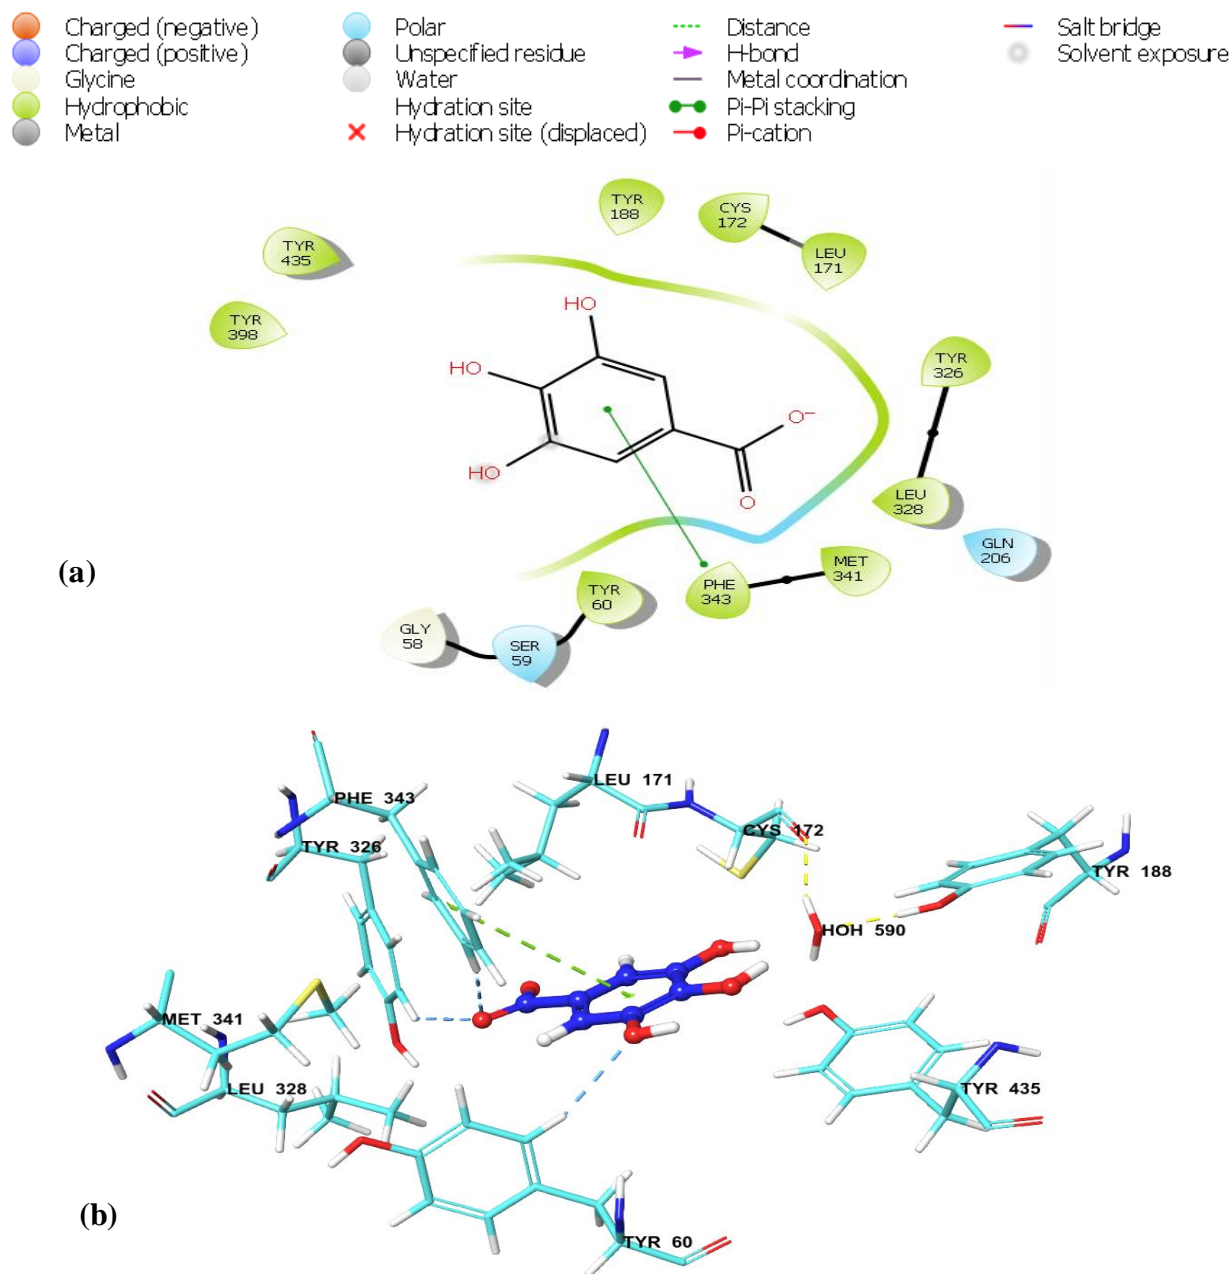 Charged (negative)
Charged (positive)
Glycine
Hydrophobic
Metal
Polar
Unspecified residue
Water
Hydration site
Hydration site (displaced)
Distance
H-bond
Metal coordination
Pi-Pi stacking
Pi-cation
Salt bridge
Solvent exposure
TYR
188
CYS
172
TYR
435
LEU
171
TYR
398
HO
TYR
326
HO
O−
HO
O
LEU
328
GLN
206
(a)
MET
341
PHE
343
TYR
60
GLY
58
SER
59
LEU 171
PHE 343
CYS 172
TYR 326
TYR 188
HOH 590
MET 341
LEU 328
TYR 435
(b)
TYR 60